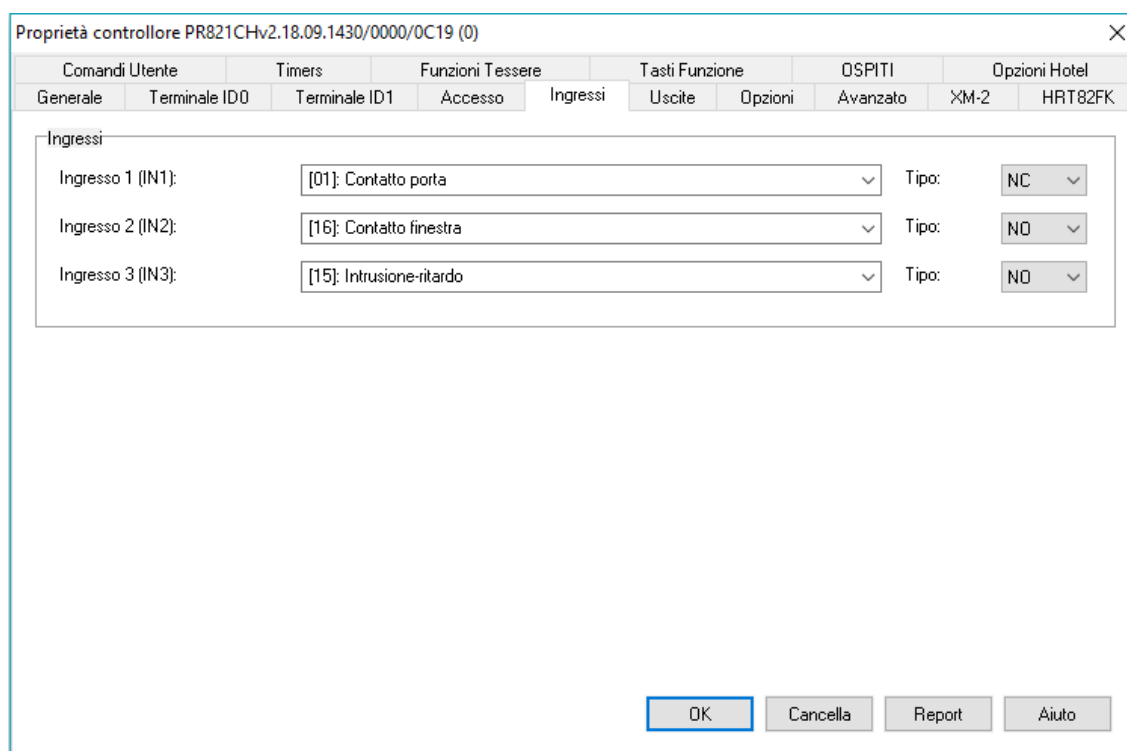 Proprietà controllore PR821CHv2.18.09.1430/0000/0C19 (0)
Comandi Utente Timers Funzioni Tessere Tasti Funzione OSPITI Opzioni Hotel
Generale Terminale ID0 Terminale ID1 Accesso Ingressi Uscite Opzioni Avanzato XM-2 HRT82FK
Ingressi
Ingresso 1 (IN1): [01]: Contatto porta Tipo: NC
Ingresso 2 (IN2): [16]: Contatto finestra Tipo: NO
Ingresso 3 (IN3): [15]: Intrusione-ritardo Tipo: NO
OK Cancella Report Aiuto